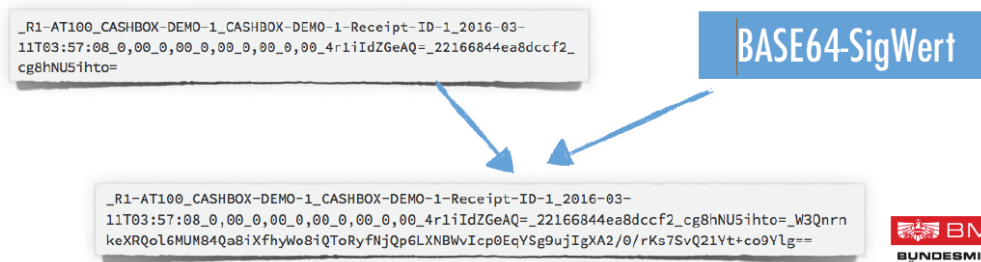 _R1-AT100_CASHBOX-DEMO-1_CASHBOX-DEMO-1-Receipt-ID-1_2016-03-
11T03:57:08_0,00_0,00_0,00_0,00_0,00_4r1iIdZGeAQ=_22166844ea8dccf2_
cg8hNU5ihto=
BASE64-SigWert
_R1-AT100_CASHBOX-DEMO-1_CASHBOX-DEMO-1-Receipt-ID-1_2016-03-
11T03:57:08_0,00_0,00_0,00_0,00_0,00_4r1iIdZGeAQ=_22166844ea8dccf2_cg8hNU5ihto=_W3Qnrn
keXRQol6MUM84Qa8iXfhyWo8iQToRyfNjQp6LXNBWvIcp0EqYSg9ujIgXA2/0/rKs7SvQ21Yt+co9Ylg==
BM
BUNDESMI